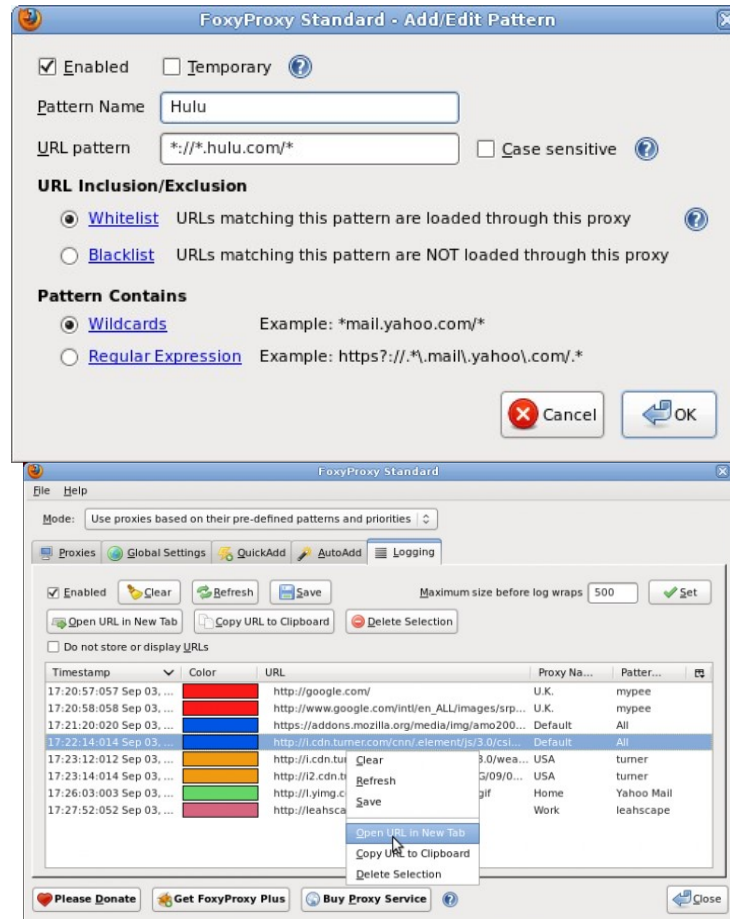 FoxyProxy Standard - Add/Edit Pattern
Enabled Temporary
Pattern Name Hulu
URL pattern *://*.hulu.com/* Case sensitive
URL Inclusion/Exclusion
Whitelist URLs matching this pattern are loaded through this proxy
Blacklist URLs matching this pattern are NOT loaded through this proxy
Pattern Contains
Wildcards Example: *mail.yahoo.com/*
Regular Expression Example: https?://.*\.mail\.yahoo\.com/.*
Cancel OK
FoxyProxy Standard
File Help
Mode: Use proxies based on their pre-defined patterns and priorities
Proxies Global Settings QuickAdd AutoAdd Logging
Enabled Clear Refresh Save Maximum size before log wraps 500 Set
Open URL in New Tab Copy URL to Clipboard Delete Selection
Do not store or display URLs
Timestamp Color URL Proxy Na... Patter...
17:20:57:057 Sep 03, ... http://google.com/ U.K. mypee
17:20:58:058 Sep 03, ... http://www.google.com/intl/en_ALL/images/srp... U.K. mypee
17:21:20:020 Sep 03, ... https://addons.mozilla.org/media/img/amo200... Default All
17:22:14:014 Sep 03, ... http://i.cdn.turner.com/cnn/.element/js/3.0/csi... Default All
17:23:12:012 Sep 03, ... http://i.cdn.tu 3.0/wea... USA turner
17:23:14:014 Sep 03, ... http://i2.cdn.t G/09/0... USA turner
17:26:03:003 Sep 03, ... http://l.yimg.c gif Home Yahoo Mail
17:27:52:052 Sep 03, ... http://leahsca Work leahscape
Clear
Refresh
Save
Open URL in New Tab
Copy URL to Clipboard
Delete Selection
Please Donate Get FoxyProxy Plus Buy Proxy Service Close